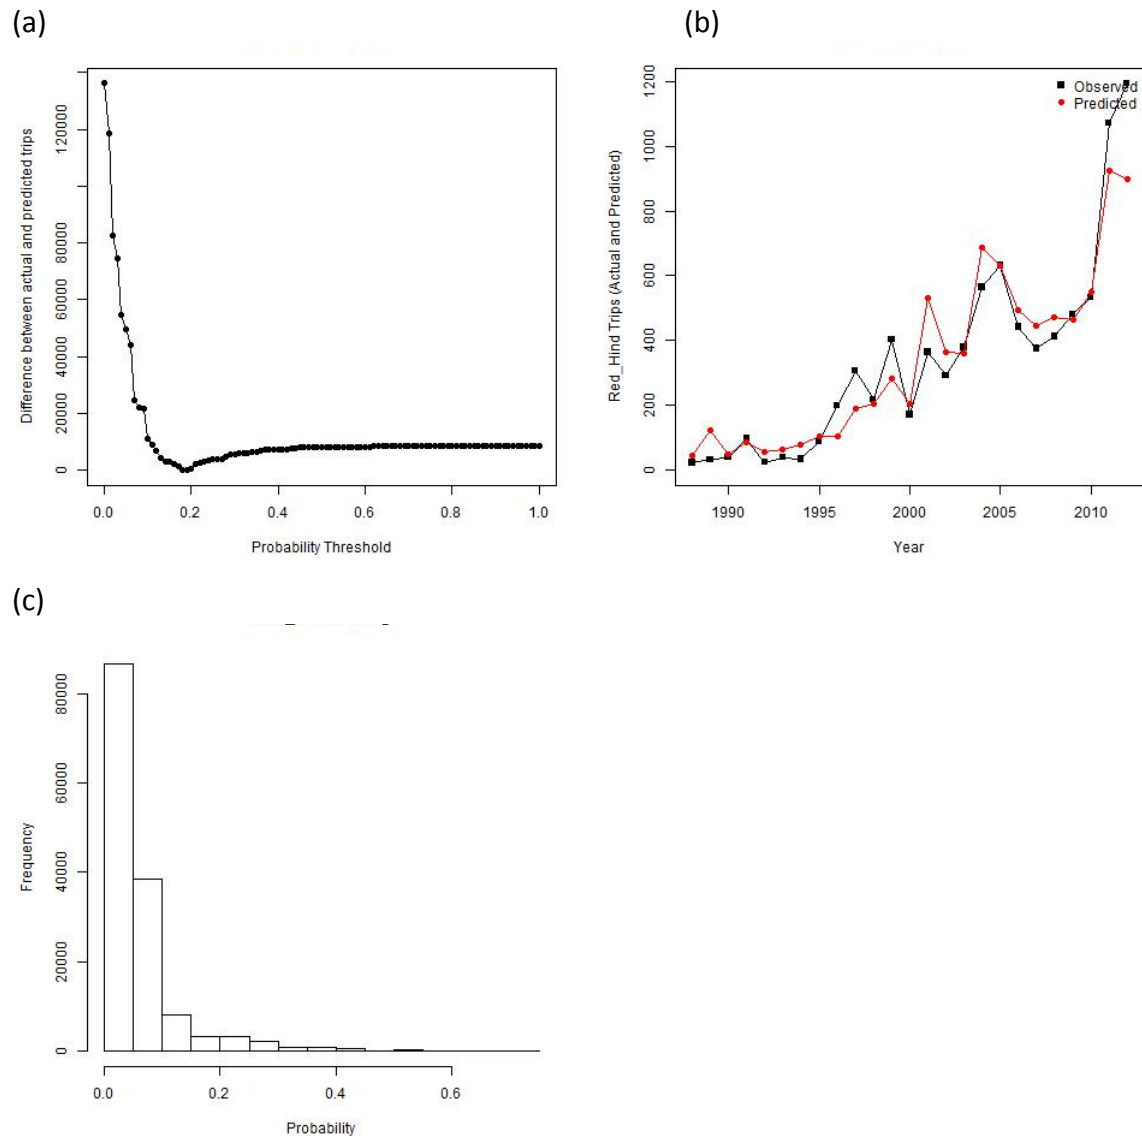 (a)
(b)
Difference between actual and predicted trips
0 20000 40000 60000 80000 120000
0.0 0.2 0.4 0.6 0.8 1.0
Probability Threshold
Red_Hind Trips (Actual and Predicted)
0 200 400 600 800 1000 1200
Observed
Predicted
1990 1995 2000 2005 2010
Year
(c)
Frequency
0 20000 40000 60000 80000
0.0 0.2 0.4 0.6
Probability